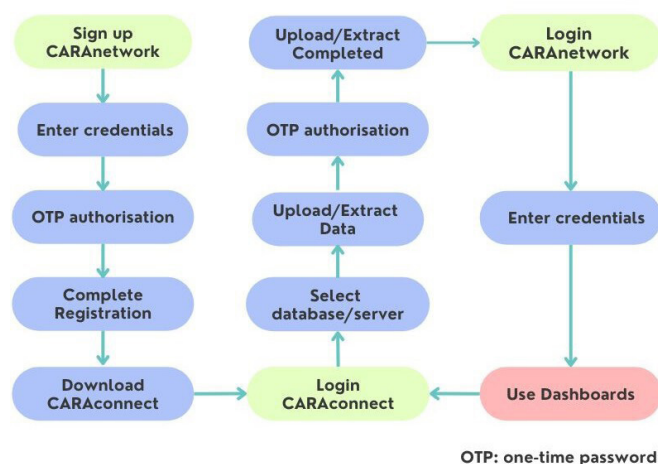 Sign up
CARAnetwork
Enter credentials
OTP authorisation
Complete
Registration
Download
CARAconnect
Login
CARAconnect
Select
database/server
Upload/Extract
Data
OTP authorisation
Upload/Extract
Completed
Login
CARAnetwork
Enter credentials
Use Dashboards
OTP: one-time password